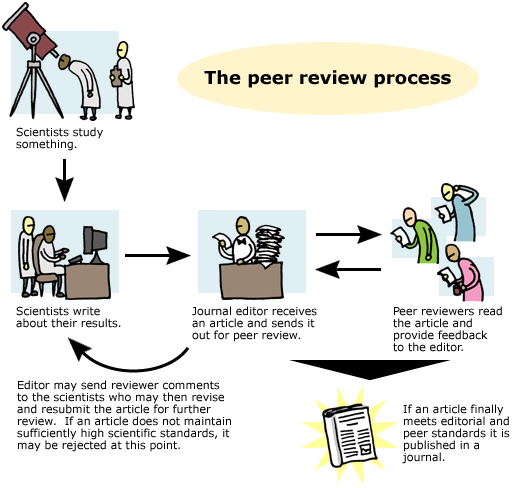 The peer review process
Scientists study
something.
Scientists write
about their results.
Journal editor receives
an article and sends it
out for peer review.
Peer reviewers read
the article and
provide feedback
to the editor.
Editor may send reviewer comments
to the scientists who may then revise
and resubmit the article for further
review.  If an article does not maintain
sufficiently high scientific standards, it
may be rejected at this point.
If an article finally
meets editorial and
peer standards it is
published in a
journal.